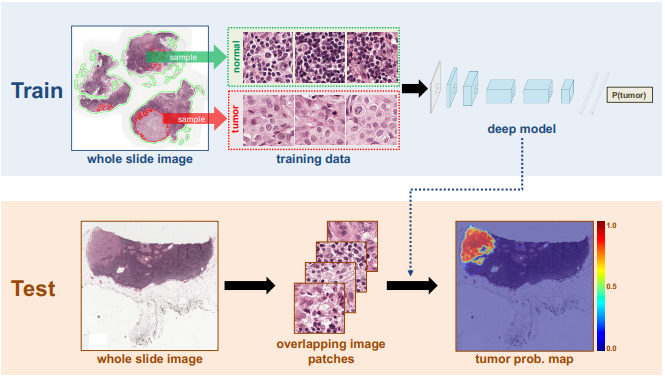 Train
sample
sample
normal
tumor
whole slide image
training data
P(tumor)
deep model
Test
whole slide image
overlapping image
patches
1.0
0.5
0.0
tumor prob. map